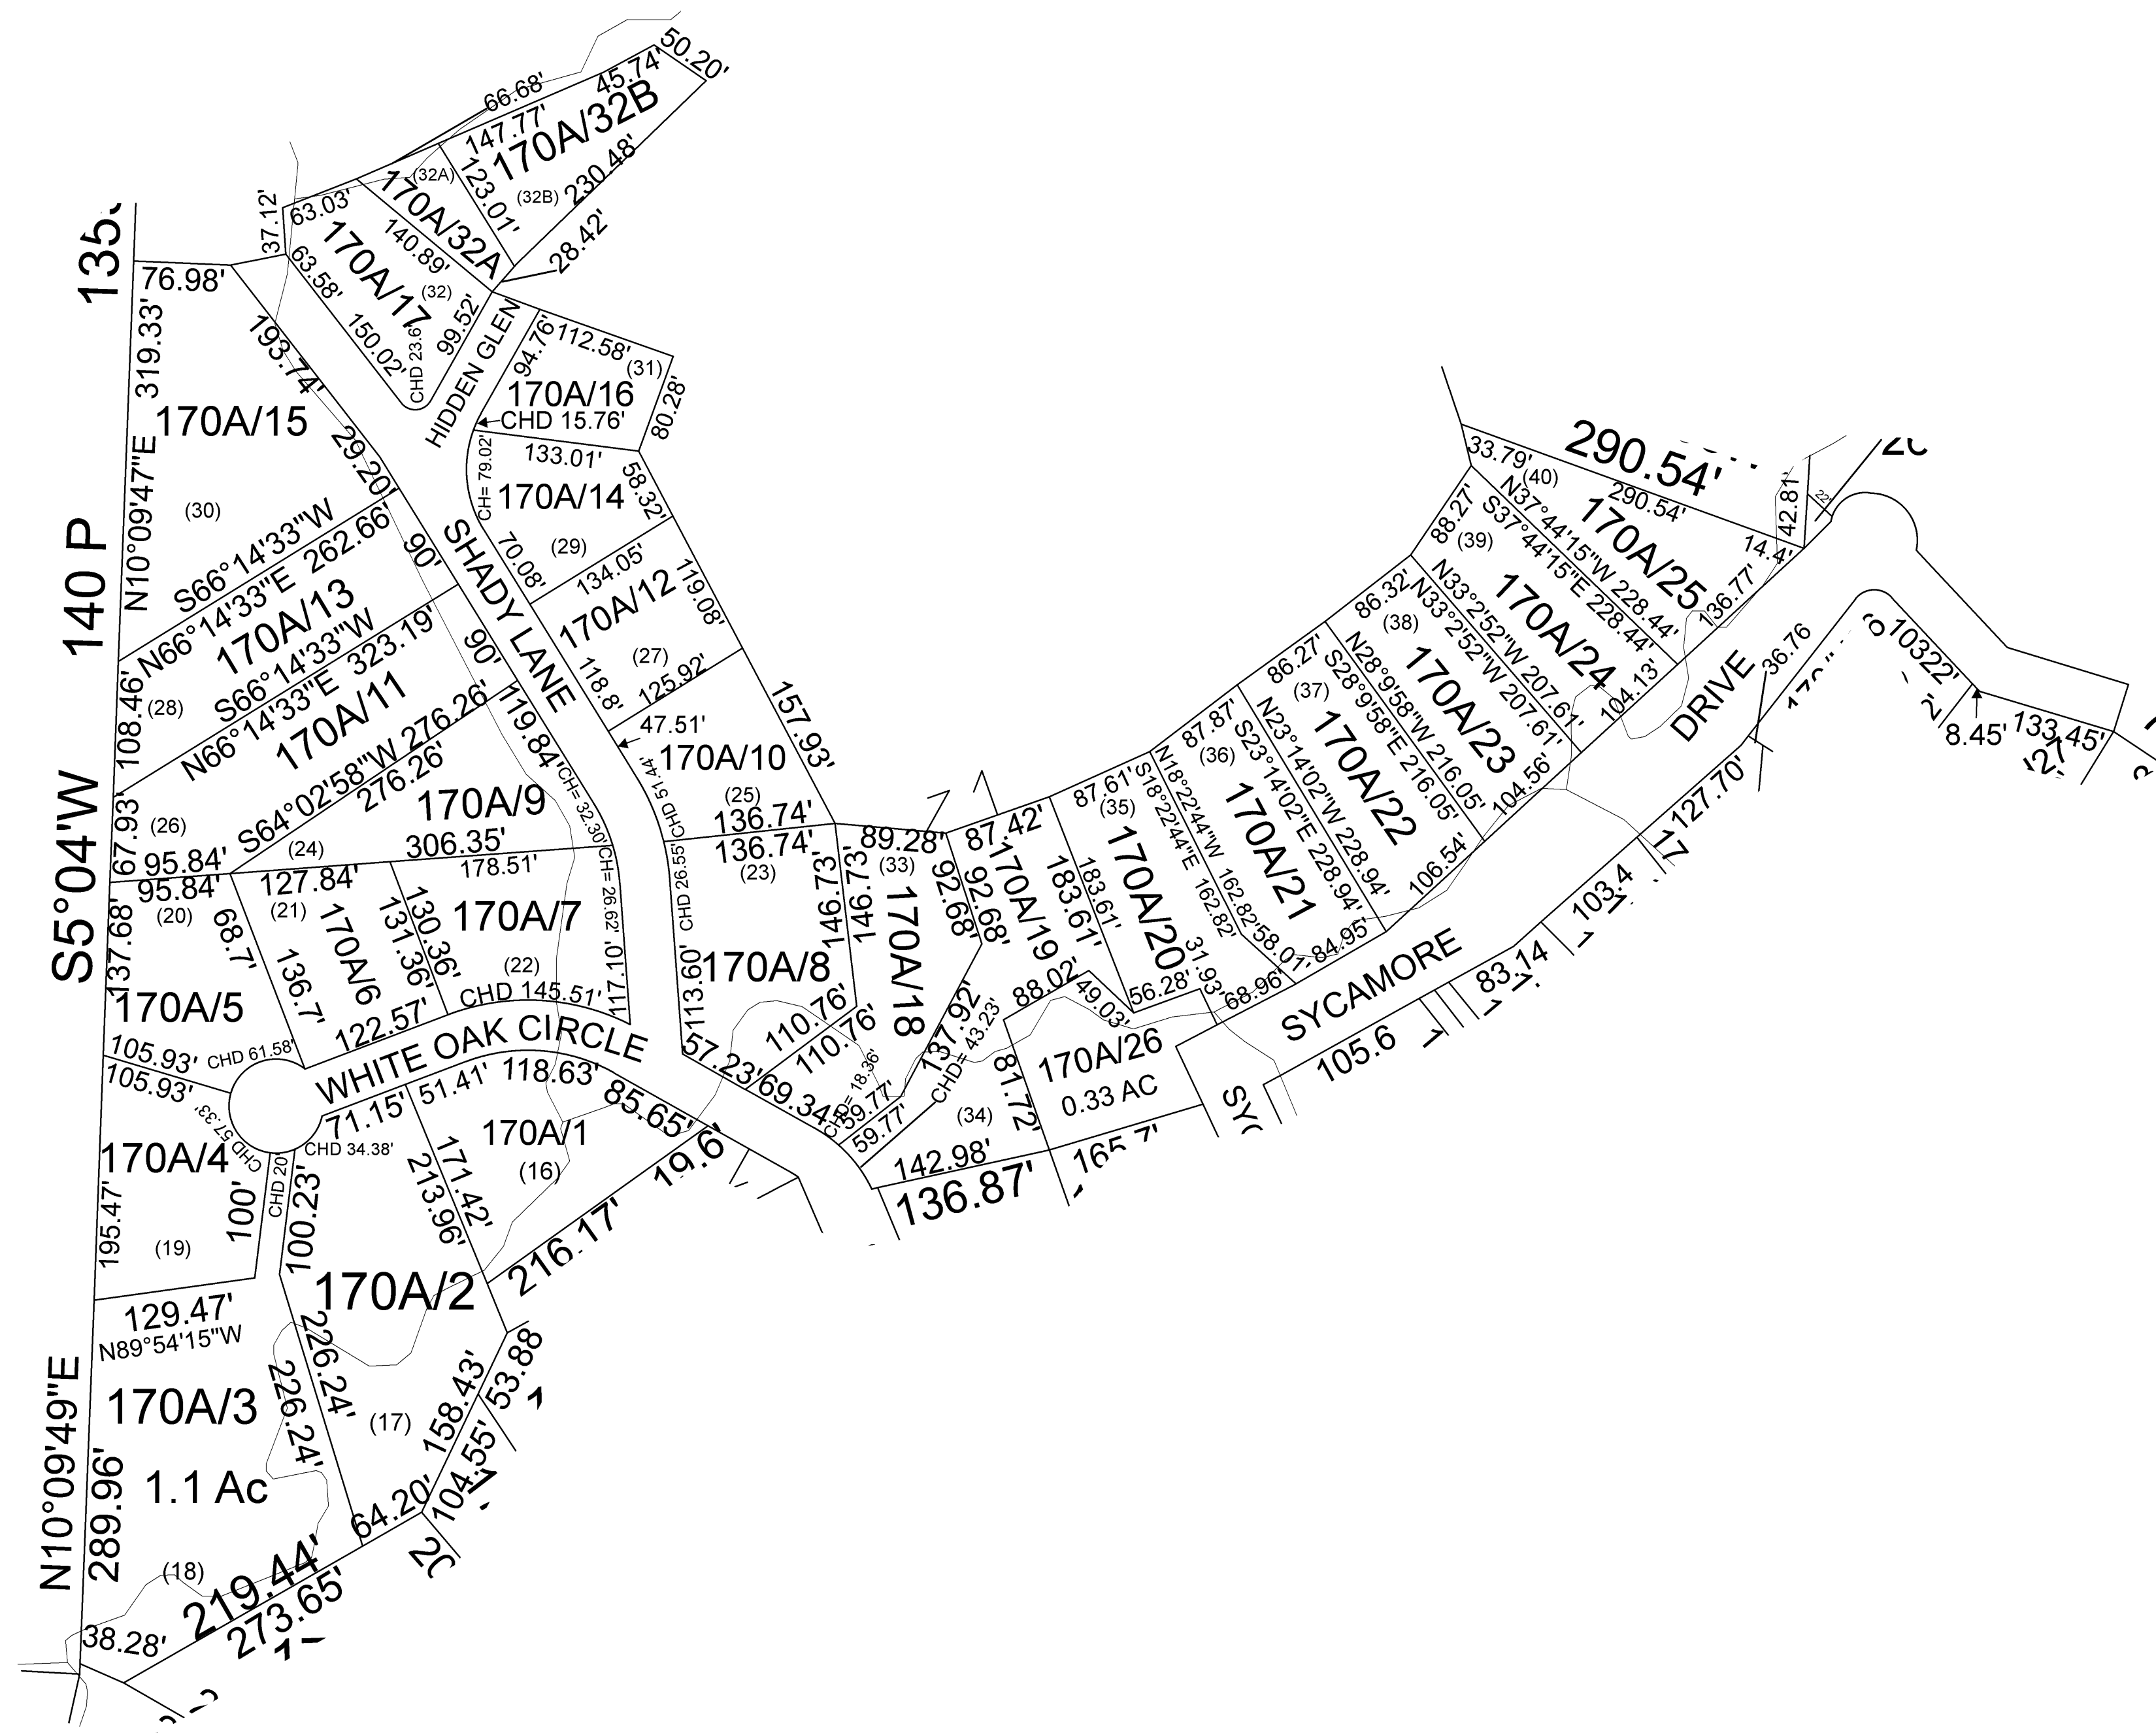 50.20'
45.74'
66.68'
147.77'
170A/32B
(32A)
123.01'
(32B)
230.48'
170A/32A
28.42'
37.12'
63.03'
140.89'
170A/17
63.58'
(32)
150.02'
CHD 23.6'
99.52'
HIDDEN GLEN
76.98'
319.33'
193.74'
94.76'
112.58'
(31)
170A/16
CHD 15.76'
80.28'
170A/15
29.20'
N10°09'47"E
(30)
133.01'
CH= 79.02'
58.32'
170A/14
(29)
70.08'
S66°14'33"W
N66°14'33"E 262.66'
90'
170A/13
SHADY LANE
134.05'
119.08'
170A/12
(27)
118.8'
125.92'
140 P
S66°14'33"W
N66°14'33"E 323.19'
90'
(28)
108.46'
170A/11
S64°02'58"W 276.26'
276.26'
119.84'
CH= 32.30'
47.51'
157.93'
170A/10
CHD 51.44'
(25)
136.74'
S5°04'W
67.93'
(26)
170A/9
(24)
306.35'
95.84'
95.84'
(20)
137.68'
68.7'
127.84'
(21)
170A/6
136.7'
131.36'
130.36'
178.51'
170A/7
(22)
CH= 26.62'
117.10'
CHD 145.51'
122.57'
170A/5
105.93'
CHD 61.58'
105.93'
WHITE OAK CIRCLE
136.74'
(23)
CHD 26.55'
146.73'
146.73'
113.60'
170A/8
110.76'
110.76'
57.23'
69.34'
89.28'
(33)
170A/18
92.68'
92.68'
137.92'
CHD= 18.36'
59.77'
59.77'
CHD= 43.23'
87.42'
170A/19
183.61'
183.61'
88.02'
49.03'
87.61'
(35)
170A/20
31.93'
56.28'
68.96'
N18°22'44"W 162.82'
S18°22'44"E 162.82'
58.01'
87.87'
(36)
170A/21
84.95'
N23°14'02"W 228.94'
S23°14'02"E 228.94'
86.27'
(37)
170A/22
106.54'
N28°9'58"W 216.05'
S28°9'58"E 216.05'
86.32'
(38)
170A/23
104.56'
N33°2'52"W 207.61'
N33°2'52"W 207.61'
88.27'
(39)
170A/24
104.13'
N37°44'15"W 228.44'
S37°44'15"E 228.44'
33.79'
(40)
290.54'
290.54'
170A/25
14.4'
136.77'
42.81'
SYCAMORE
DRIVE
36.76
10322'
8.45'
133.45'
127.70'
103.4
83.14
105.6
170A/26
0.33 AC
81.72'
(34)
142.98'
136.87'
71.15'
51.41'
118.63'
85.65'
170A/1
(16)
171.42'
213.96'
19.6'
216.17'
CHD 57.33'
CHD 34.38'
CHD 20'
170A/4
195.47'
(19)
100'
100.23'
170A/2
129.47'
N89°54'15"W
226.24'
226.24'
(17)
158.43'
53.88
104.55'
64.20'
N10°09'49"E
289.96'
170A/3
1.1 Ac
(18)
219.44'
273.65'
38.28'